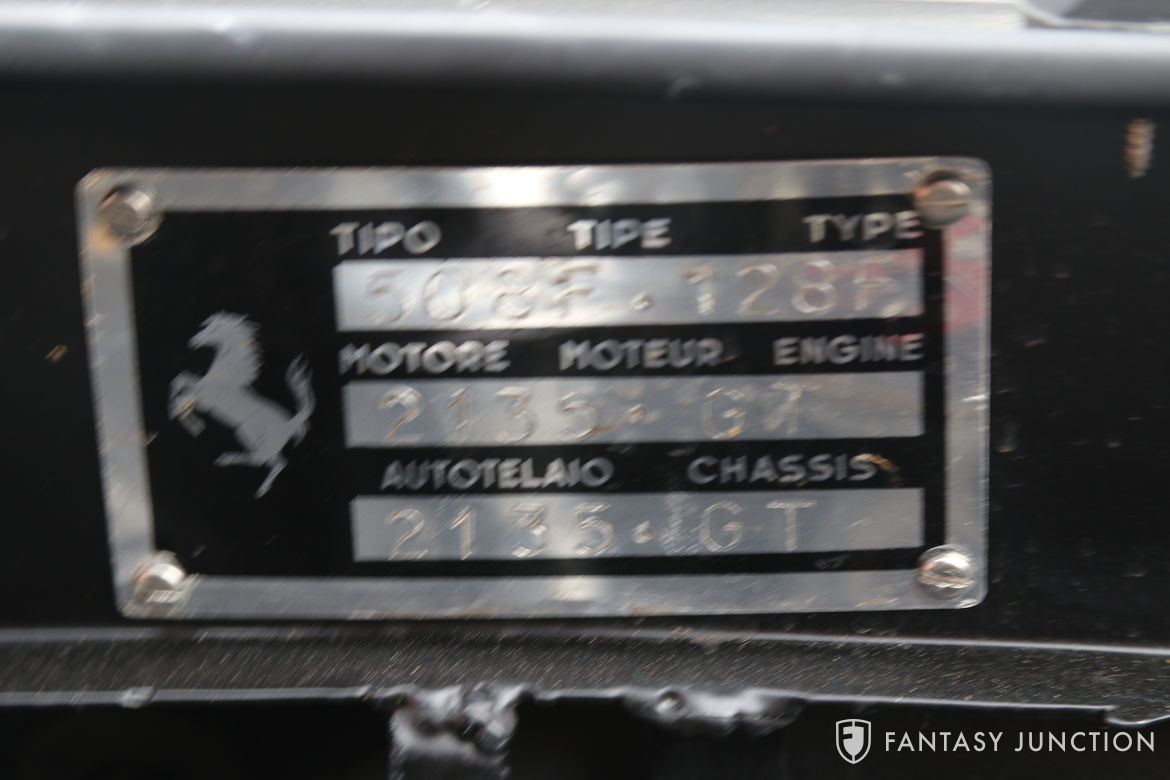 TIPO TIPE TYPE
508F.128F
MOTORE MOTEUR ENGINE
2135.GT
AUTOTELAIO CHASSIS
2135.GT
FANTASY JUNCTION